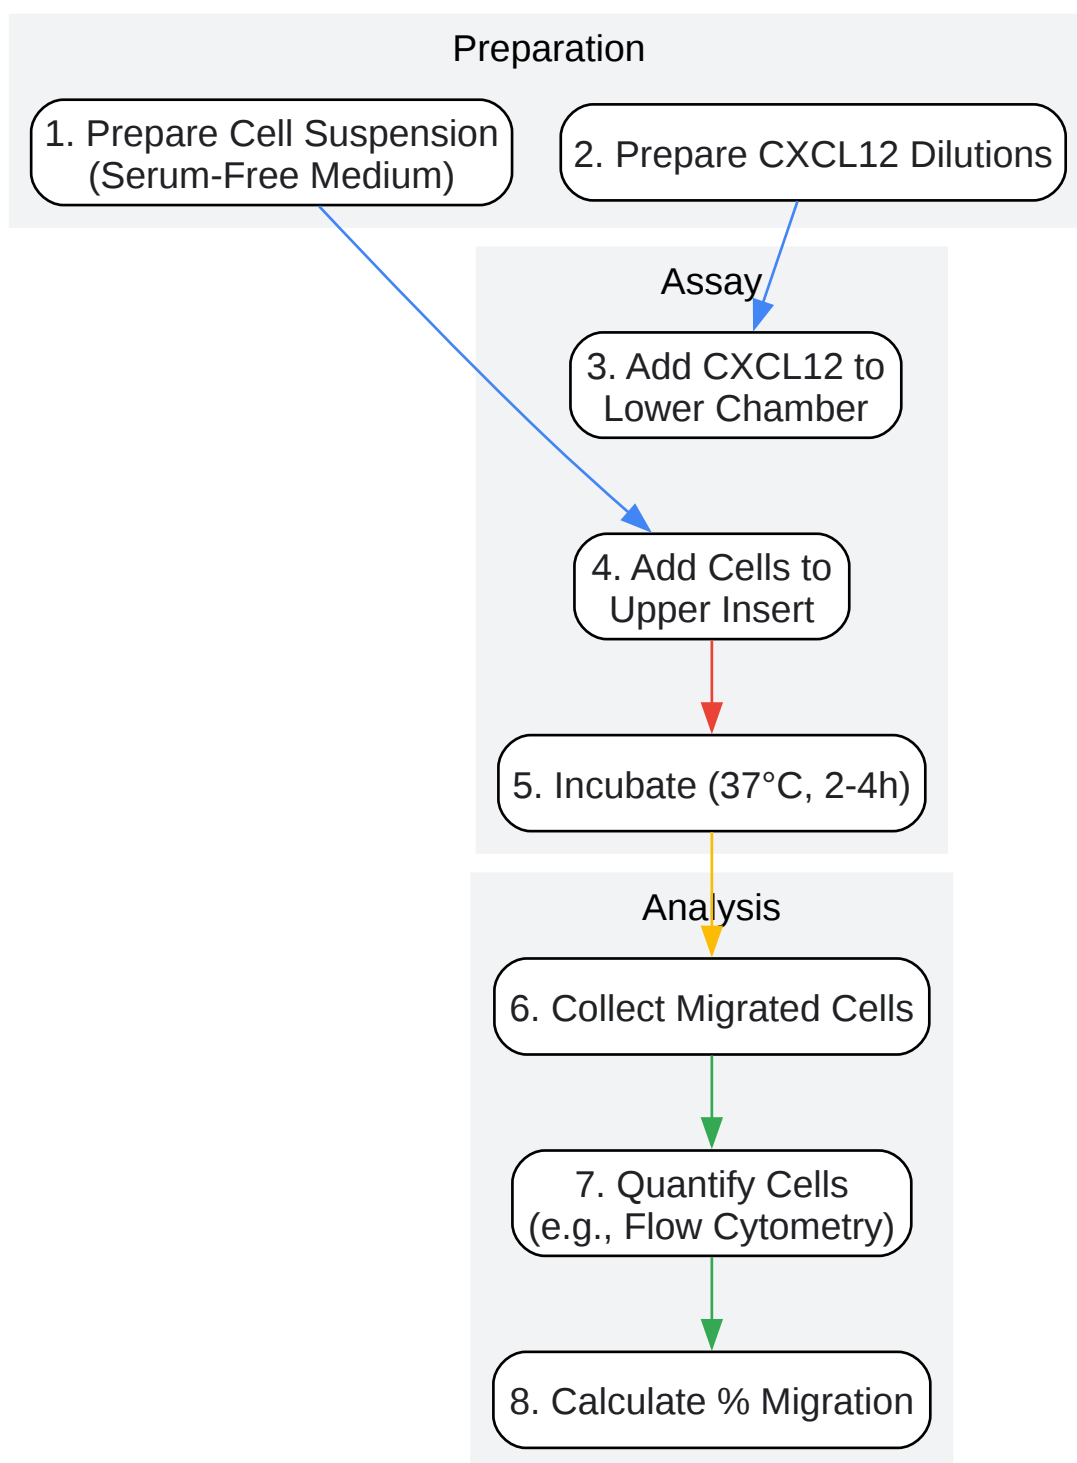 Preparation
1. Prepare Cell Suspension
(Serum-Free Medium)
2. Prepare CXCL12 Dilutions
Assay
3. Add CXCL12 to
Lower Chamber
4. Add Cells to
Upper Insert
5. Incubate (37°C, 2-4h)
Analysis
6. Collect Migrated Cells
7. Quantify Cells
(e.g., Flow Cytometry)
8. Calculate % Migration